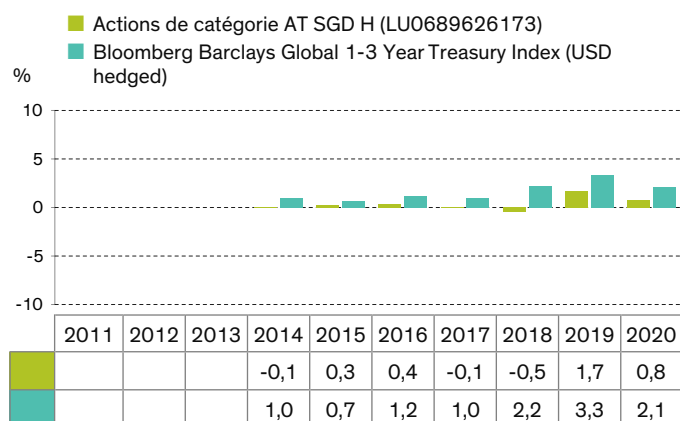 Actions de catégorie AT SGD H (LU0689626173)
Bloomberg Barclays Global 1-3 Year Treasury Index (USD
hedged)
%
10
5
0
-5
-10
2011 2012 2013 2014 2015 2016 2017 2018 2019 2020
-0,1 0,3 0,4 -0,1 -0,5 1,7 0,8
1,0 0,7 1,2 1,0 2,2 3,3 2,1